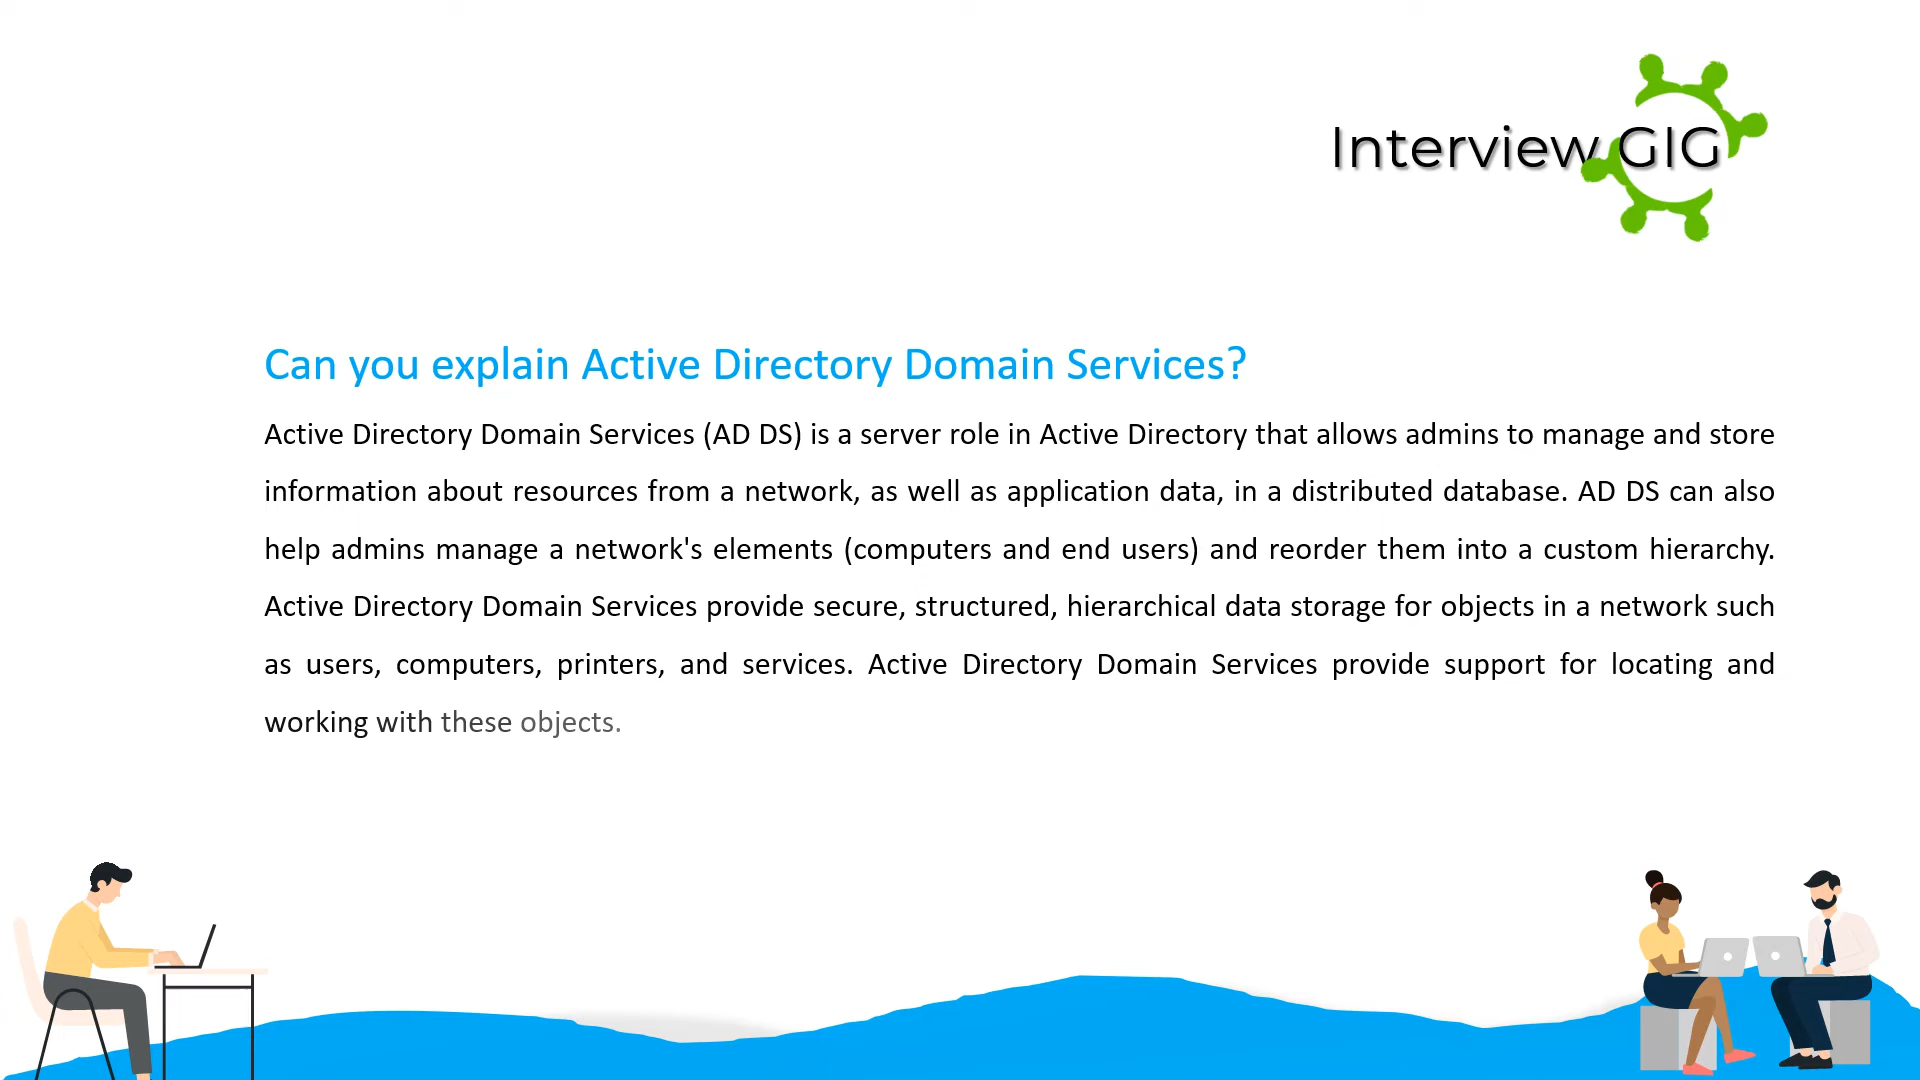 Interview GIG
Can you explain Active Directory Domain Services?
Active Directory Domain Services (AD DS) is a server role in Active Directory that allows admins to manage and store
information about resources from a network, as well as application data, in a distributed database. AD DS can also
help admins manage a network's elements (computers and end users) and reorder them into a custom hierarchy.
Active Directory Domain Services provide secure, structured, hierarchical data storage for objects in a network such
as users, computers, printers, and services. Active Directory Domain Services provide support for locating and
working with these objects.